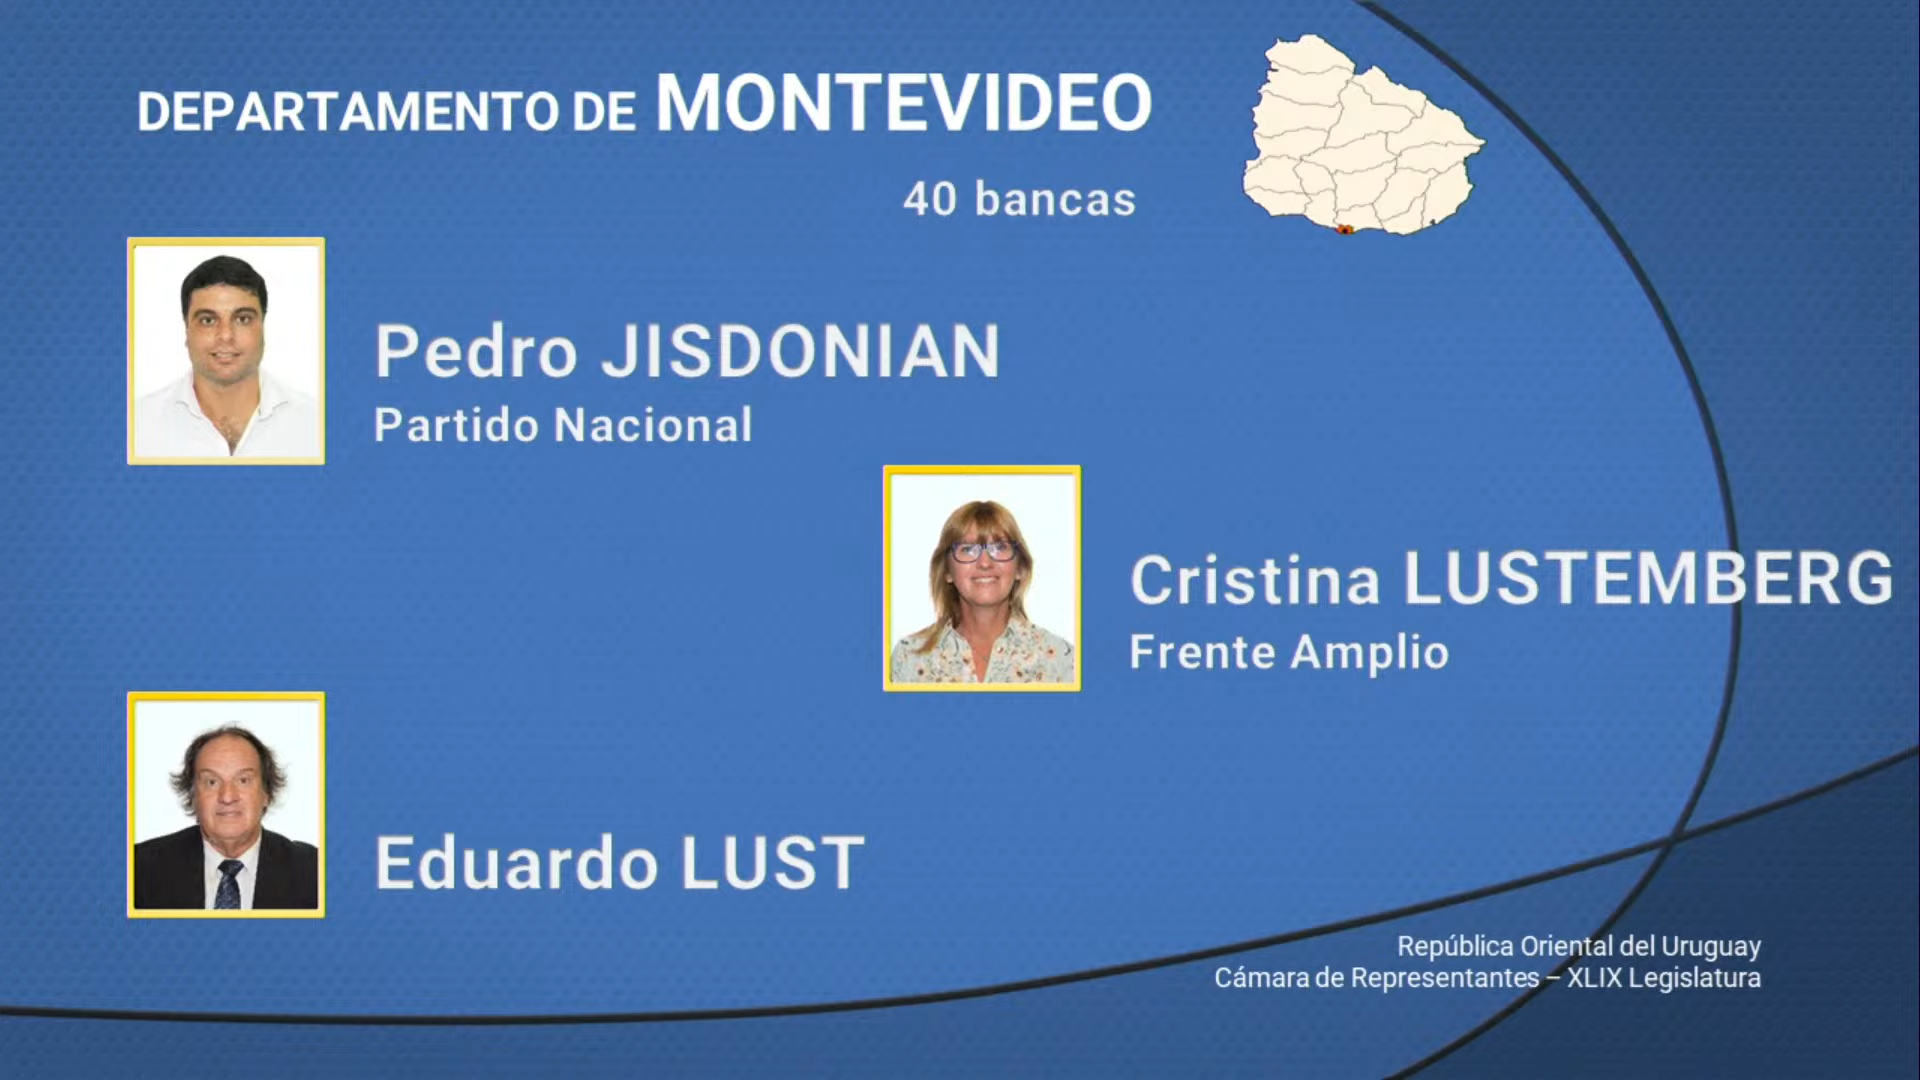 DEPARTAMENTO DE MONTEVIDEO
40 bancas
Pedro JISDONIAN
Partido Nacional
Cristina LUSTEMBERG
Frente Amplio
Eduardo LUST
República Oriental del Uruguay
Cámara de Representantes – XLIX Legislatura